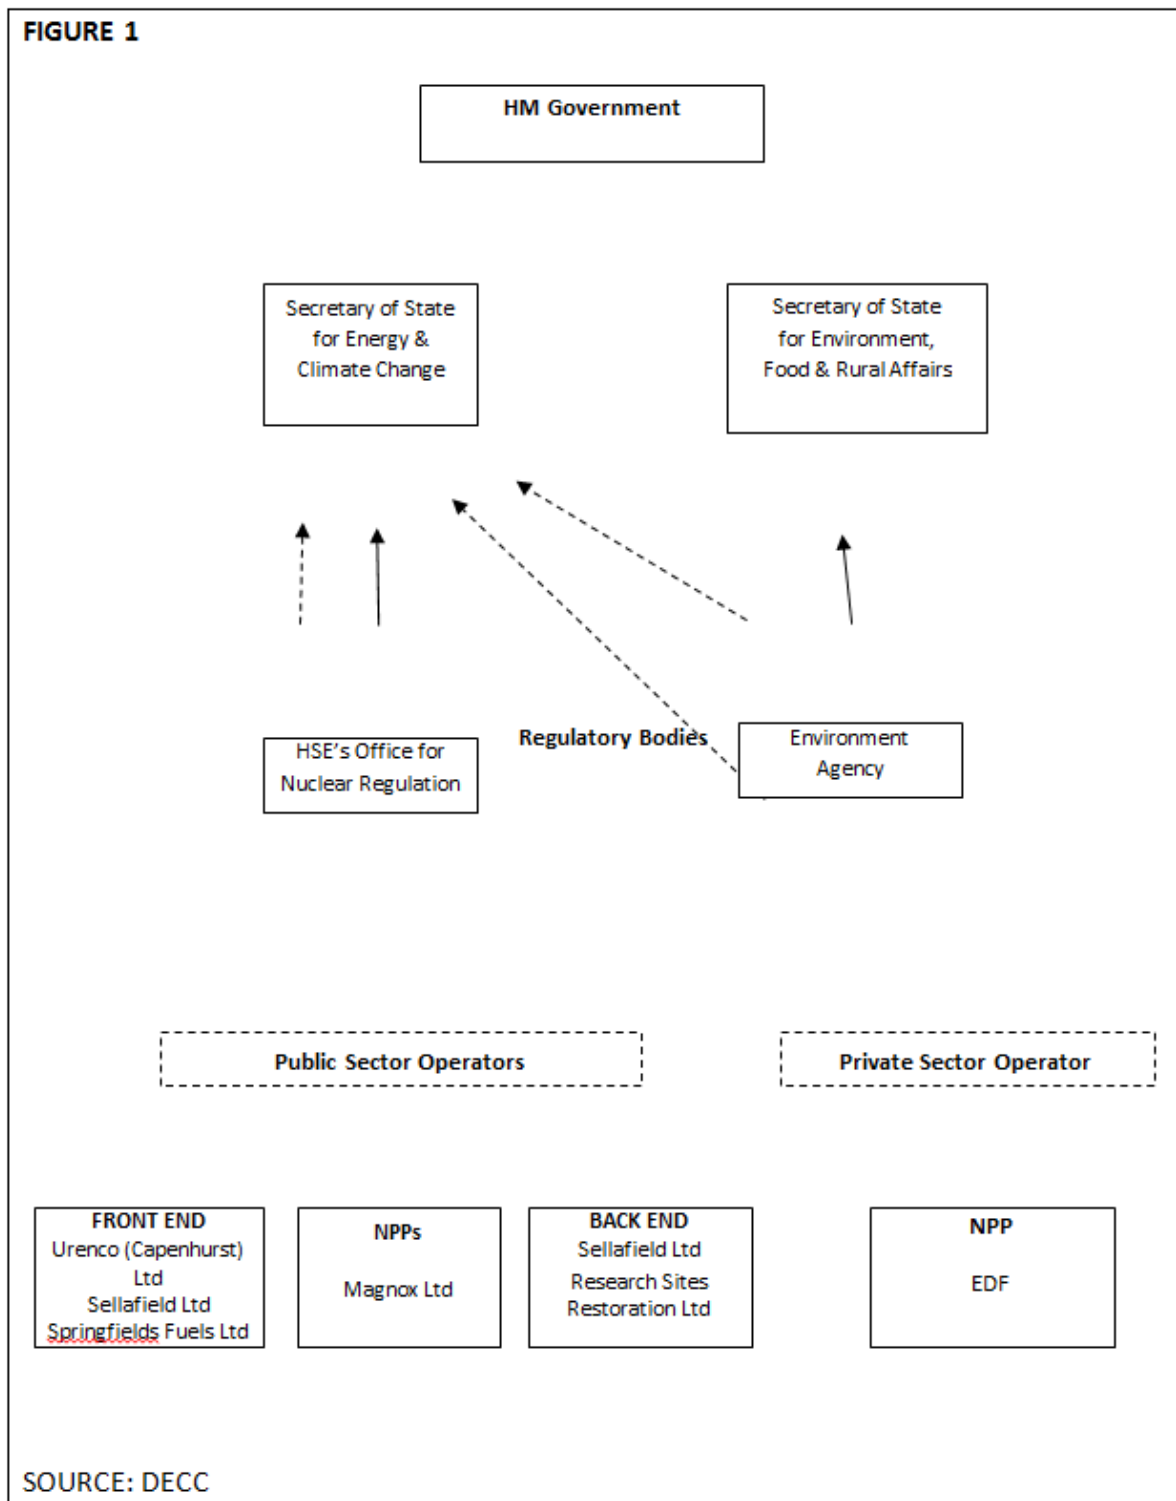 FIGURE 1
HM Government
Secretary of State
for Energy &
Climate Change
Secretary of State
for Environment,
Food & Rural Affairs
Regulatory Bodies
HSE's Office for
Nuclear Regulation
Environment
Agency
Public Sector Operators
Private Sector Operator
FRONT END
Urenco (Capenhurst)
Ltd
Sellafield Ltd
Springfields Fuels Ltd
NPPs
Magnox Ltd
BACK END
Sellafield Ltd
Research Sites
Restoration Ltd
NPP
EDF
SOURCE: DECC